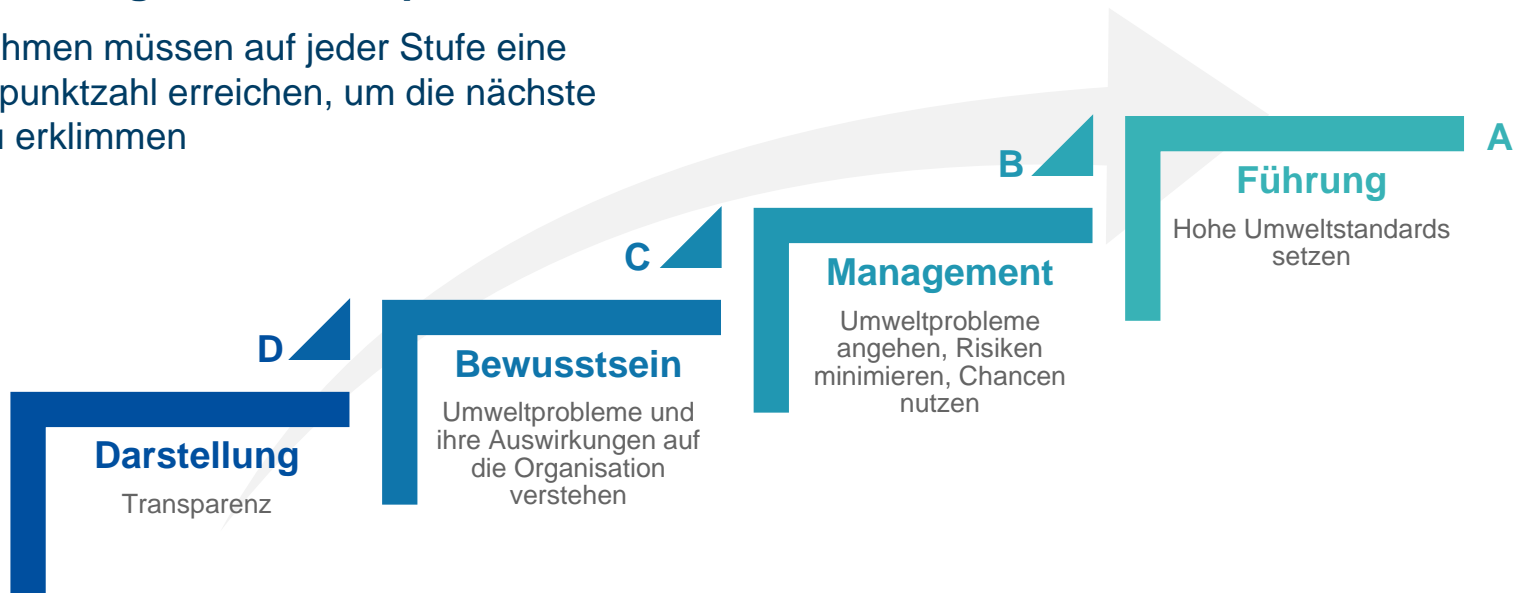 hmen müssen auf jeder Stufe eine
punktzahl erreichen, um die nächste
erklimmen
A
B
Führung
Hohe Umweltstandards
setzen
C
Management
Umweltprobleme
angehen, Risiken
minimieren, Chancen
nutzen
D
Bewusstsein
Umweltprobleme und
ihre Auswirkungen auf
die Organisation
verstehen
Darstellung
Transparenz